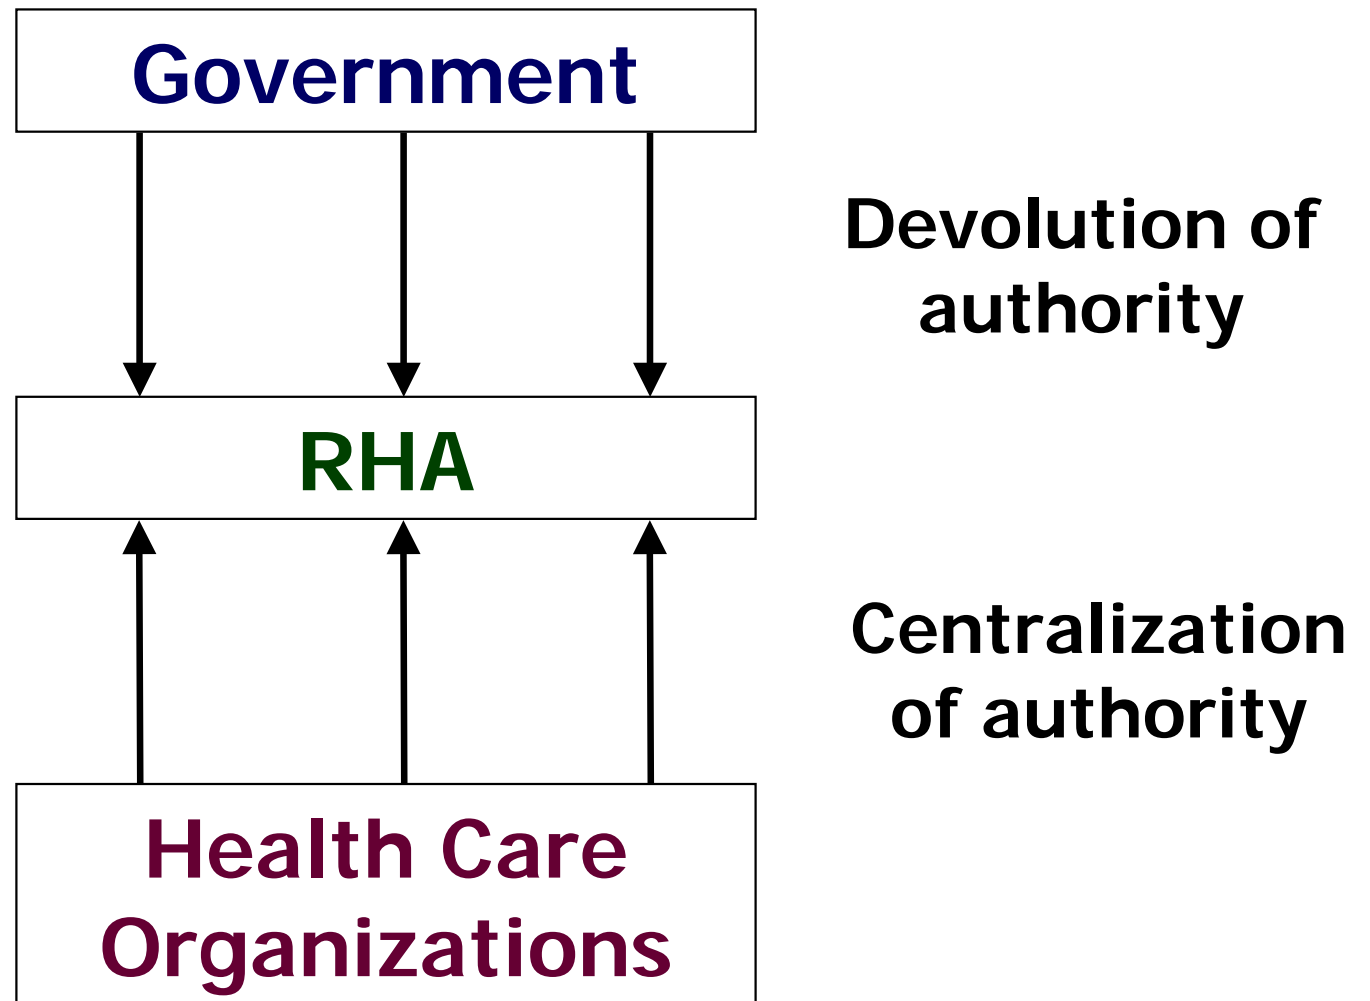 Government
Devolution of
authority
RHA
Centralization
of authority
Health Care
Organizations